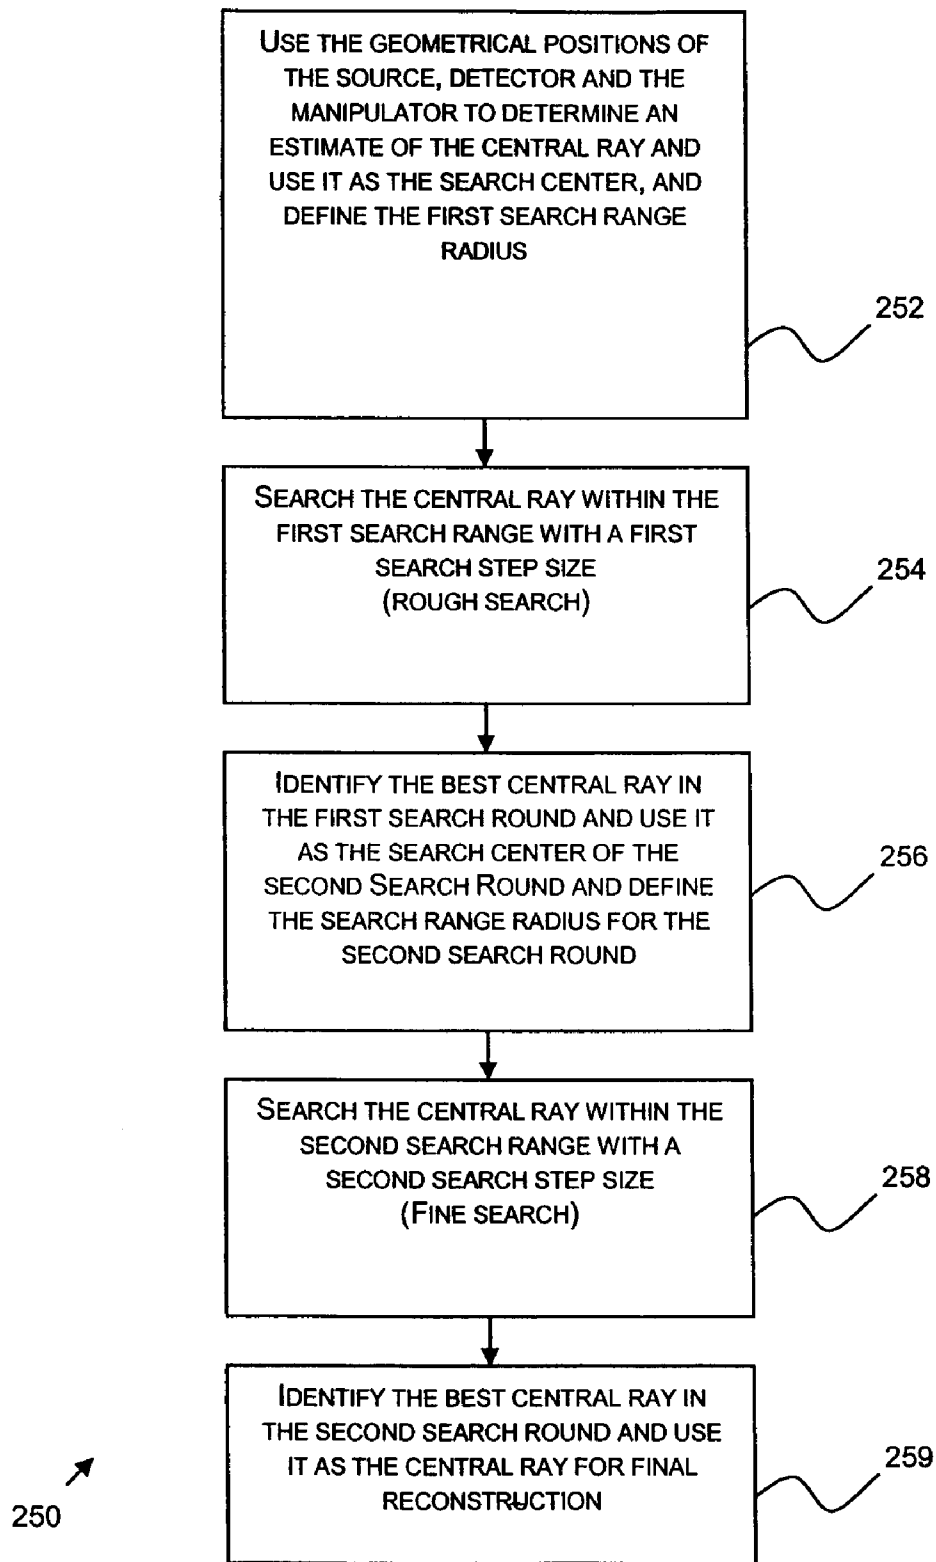 USE THE GEOMETRICAL POSITIONS OF
THE SOURCE, DETECTOR AND THE
MANIPULATOR TO DETERMINE AN
ESTIMATE OF THE CENTRAL RAY AND
USE IT AS THE SEARCH CENTER, AND
DEFINE THE FIRST SEARCH RANGE
RADIUS
252
SEARCH THE CENTRAL RAY WITHIN THE
FIRST SEARCH RANGE WITH A FIRST
SEARCH STEP SIZE
(ROUGH SEARCH)
254
IDENTIFY THE BEST CENTRAL RAY IN
THE FIRST SEARCH ROUND AND USE IT
AS THE SEARCH CENTER OF THE
SECOND SEARCH ROUND AND DEFINE
THE SEARCH RANGE RADIUS FOR THE
SECOND SEARCH ROUND
256
SEARCH THE CENTRAL RAY WITHIN THE
SECOND SEARCH RANGE WITH A
SECOND SEARCH STEP SIZE
(FINE SEARCH)
258
IDENTIFY THE BEST CENTRAL RAY IN
THE SECOND SEARCH ROUND AND USE
IT AS THE CENTRAL RAY FOR FINAL
RECONSTRUCTION
259
250